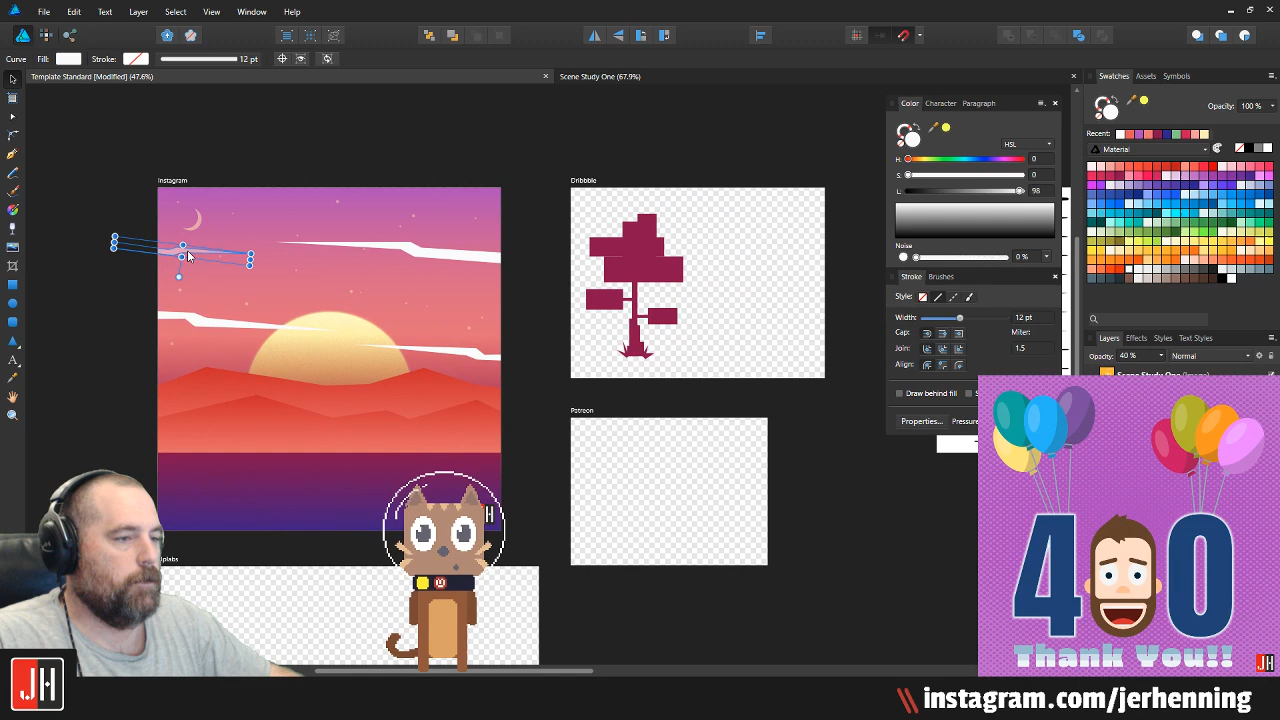 File Edit Text Layer Select View Window Help
Curve Fill: Stroke: 12 pt
Template Standard [Modified] (47.6%)
Scene Study One (67.9%)
Swatches Assets Symbols
Opacity: 100 %
Recent:
Material
Color Character Paragraph
HSL
H: 0
S: 0
L: 98
Noise
0 %
Stroke Brushes
Style:
Width: 12 pt
Cap: Miter:
Join: 1.5
Align:
Draw behind fill
Properties...
Layers Effects Styles Text Styles
Opacity: 40 % Normal
Instagram
Dribbble
Patreon
40
Thank You!!
JH
JH
\\ instagram.com/jerhenning